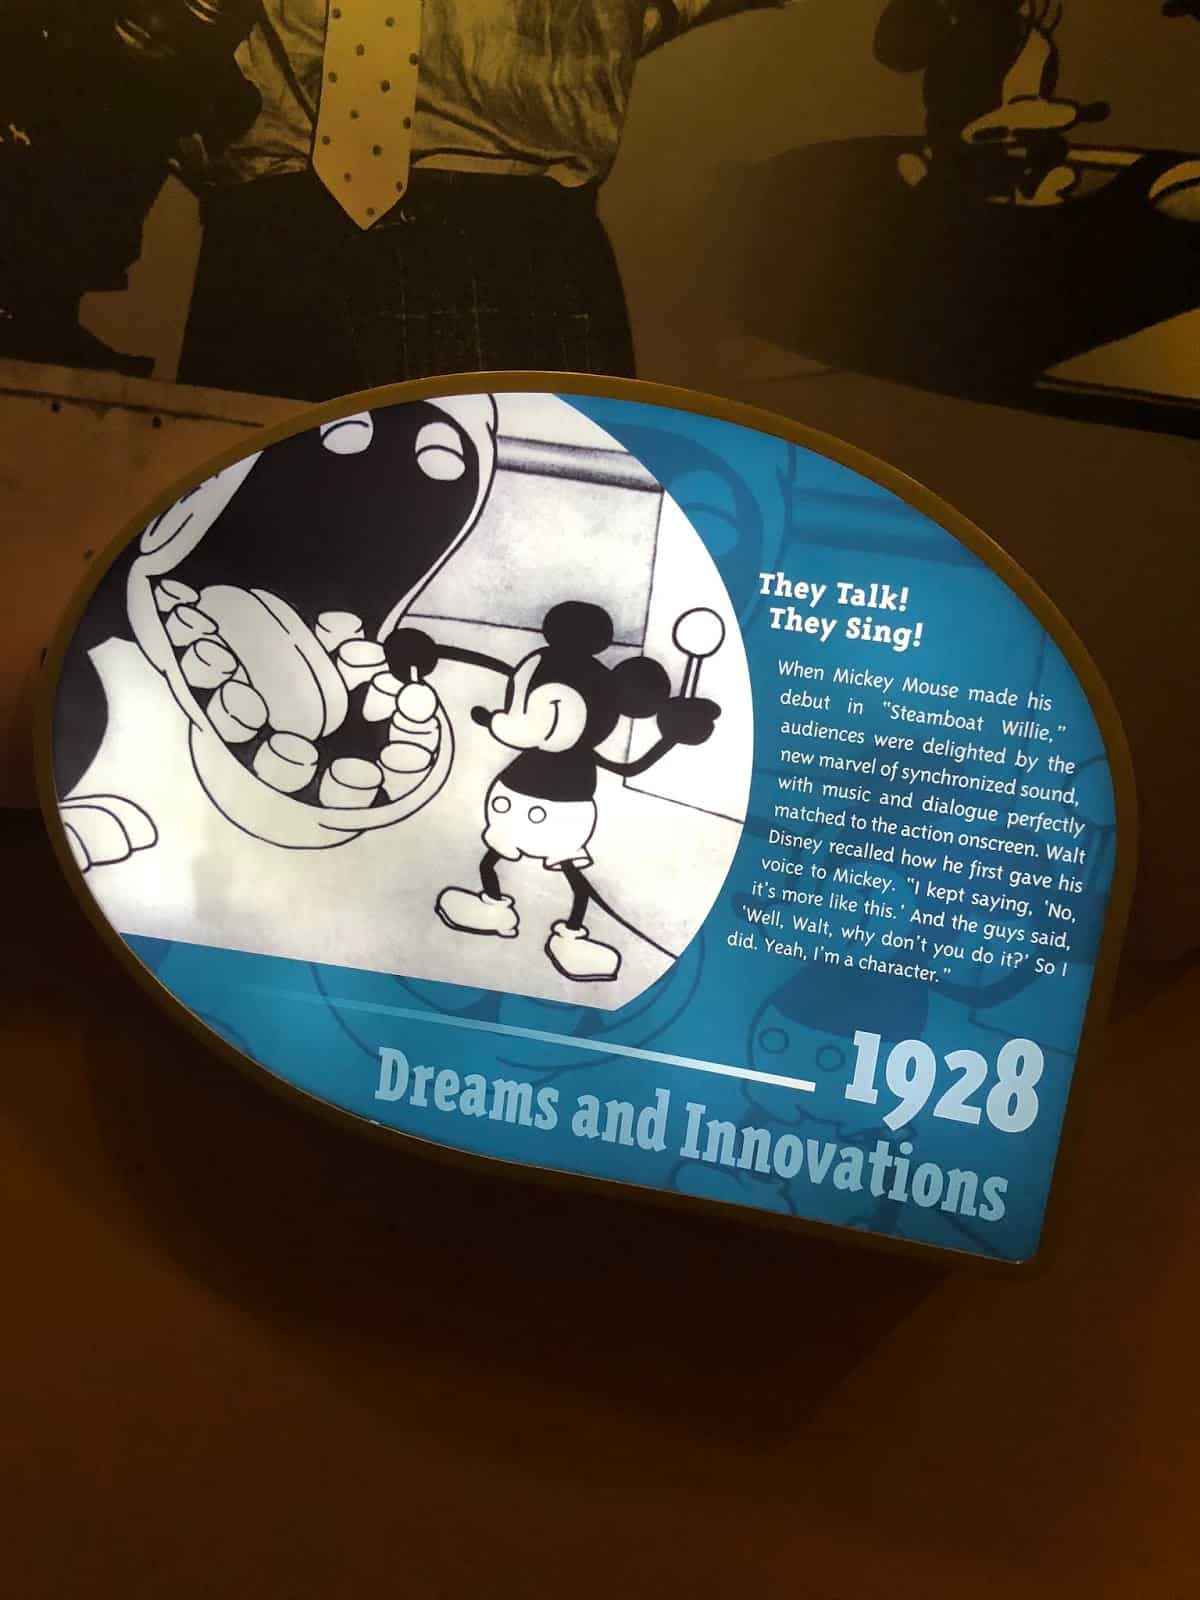 They Talk!
They Sing!
When Mickey Mouse made his
debut in "Steamboat Willie,"
audiences were delighted by the
new marvel of synchronized sound,
with music and dialogue perfectly
matched to the action onscreen. Walt
Disney recalled how he first gave his
voice to Mickey. "I kept saying, 'No,
it's more like this.' And the guys said,
'Well, Walt, why don't you do it?' So I
did. Yeah, I'm a character."
1928
Dreams and Innovations